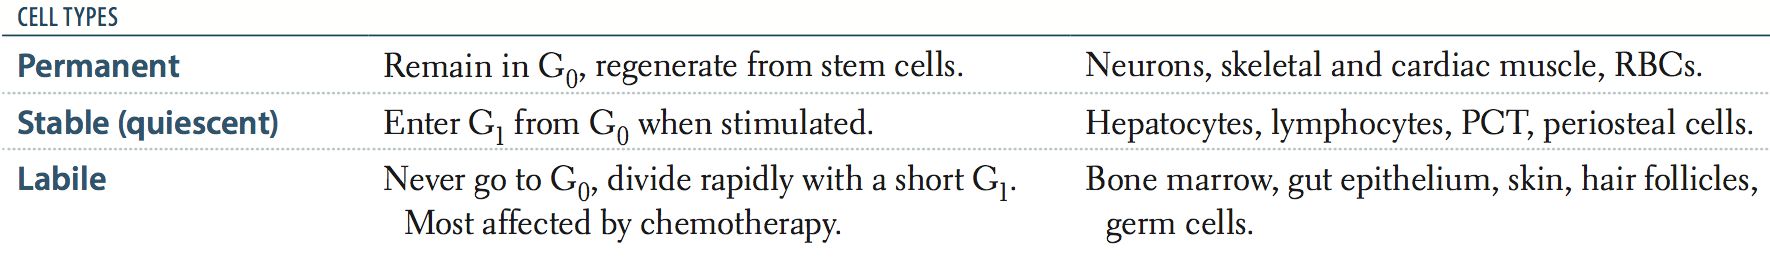 CELL TYPES
Permanent Remain in G0, regenerate from stem cells. Neurons, skeletal and cardiac muscle, RBCs.
Stable (quiescent) Enter G1 from G0 when stimulated. Hepatocytes, lymphocytes, PCT, periosteal cells.
Labile Never go to G0, divide rapidly with a short G1. Bone marrow, gut epithelium, skin, hair follicles,
Most affected by chemotherapy. germ cells.